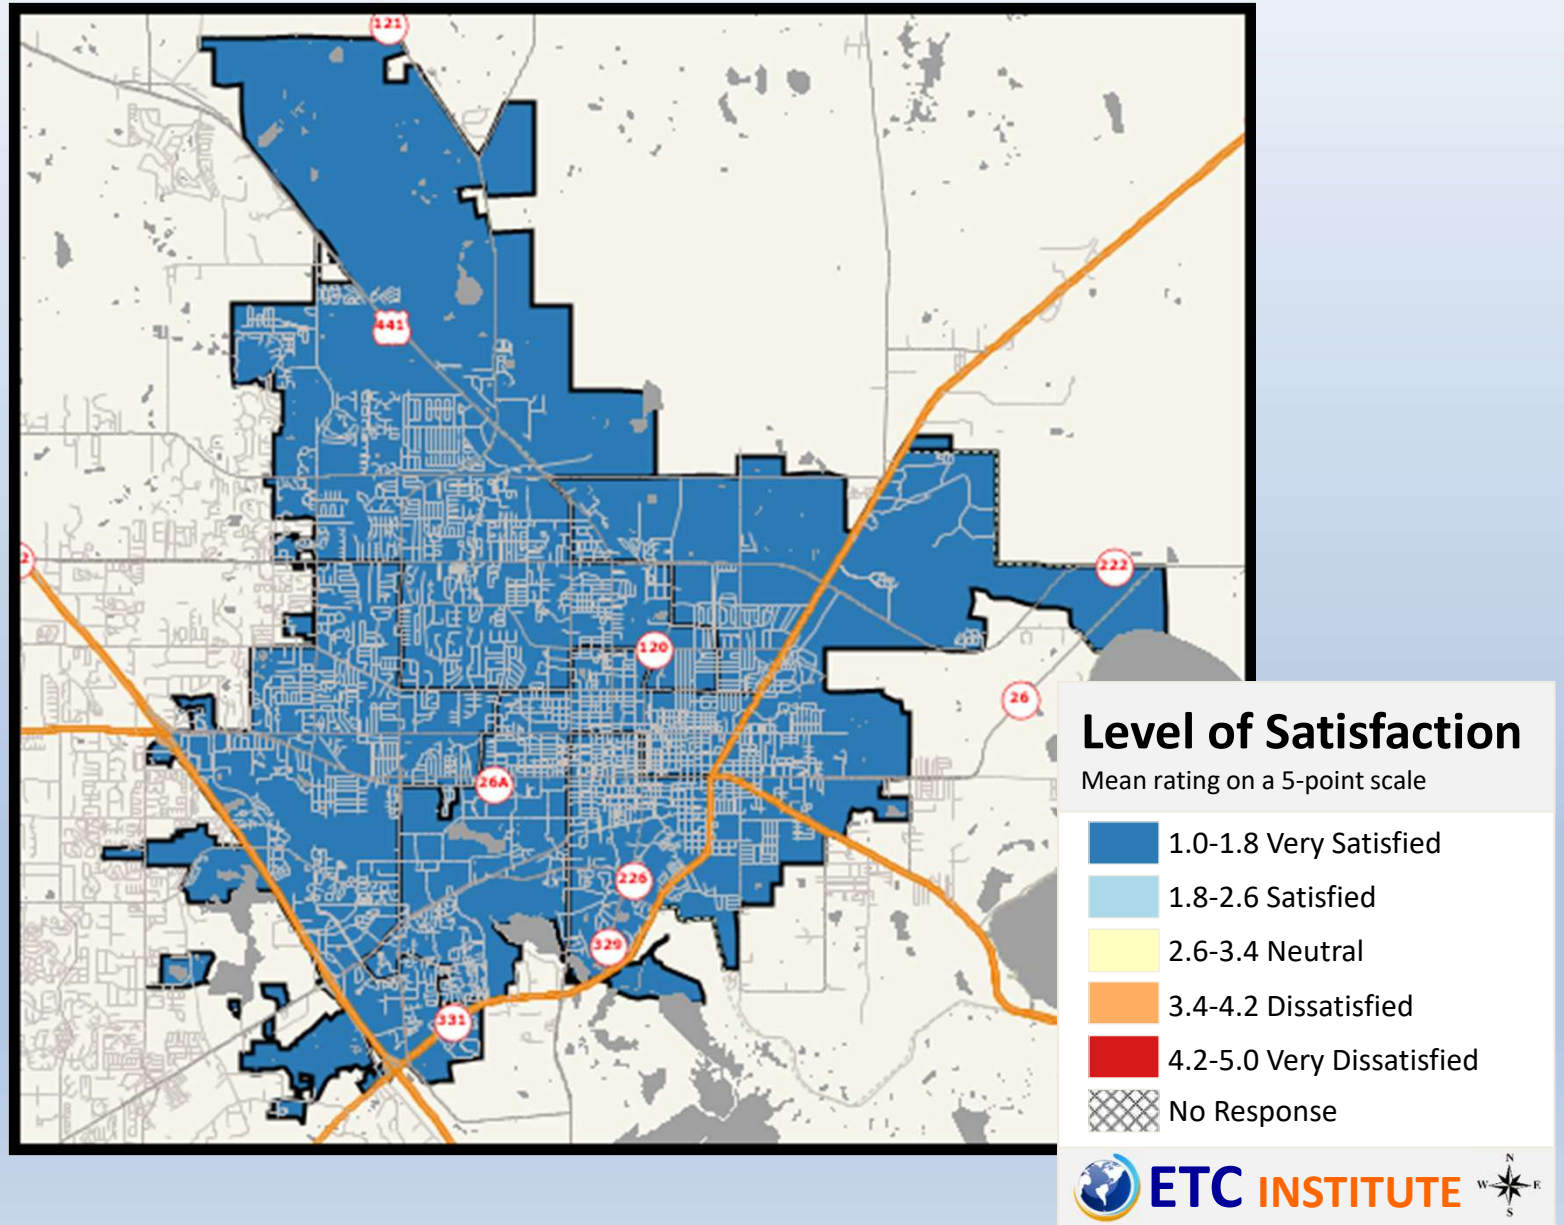 121
441
2
222
120
26
26A
226
329
331
Level of Satisfaction
Mean rating on a 5-point scale
1.0-1.8 Very Satisfied
1.8-2.6 Satisfied
2.6-3.4 Neutral
3.4-4.2 Dissatisfied
4.2-5.0 Very Dissatisfied
No Response
ETC INSTITUTE
N
W E
S